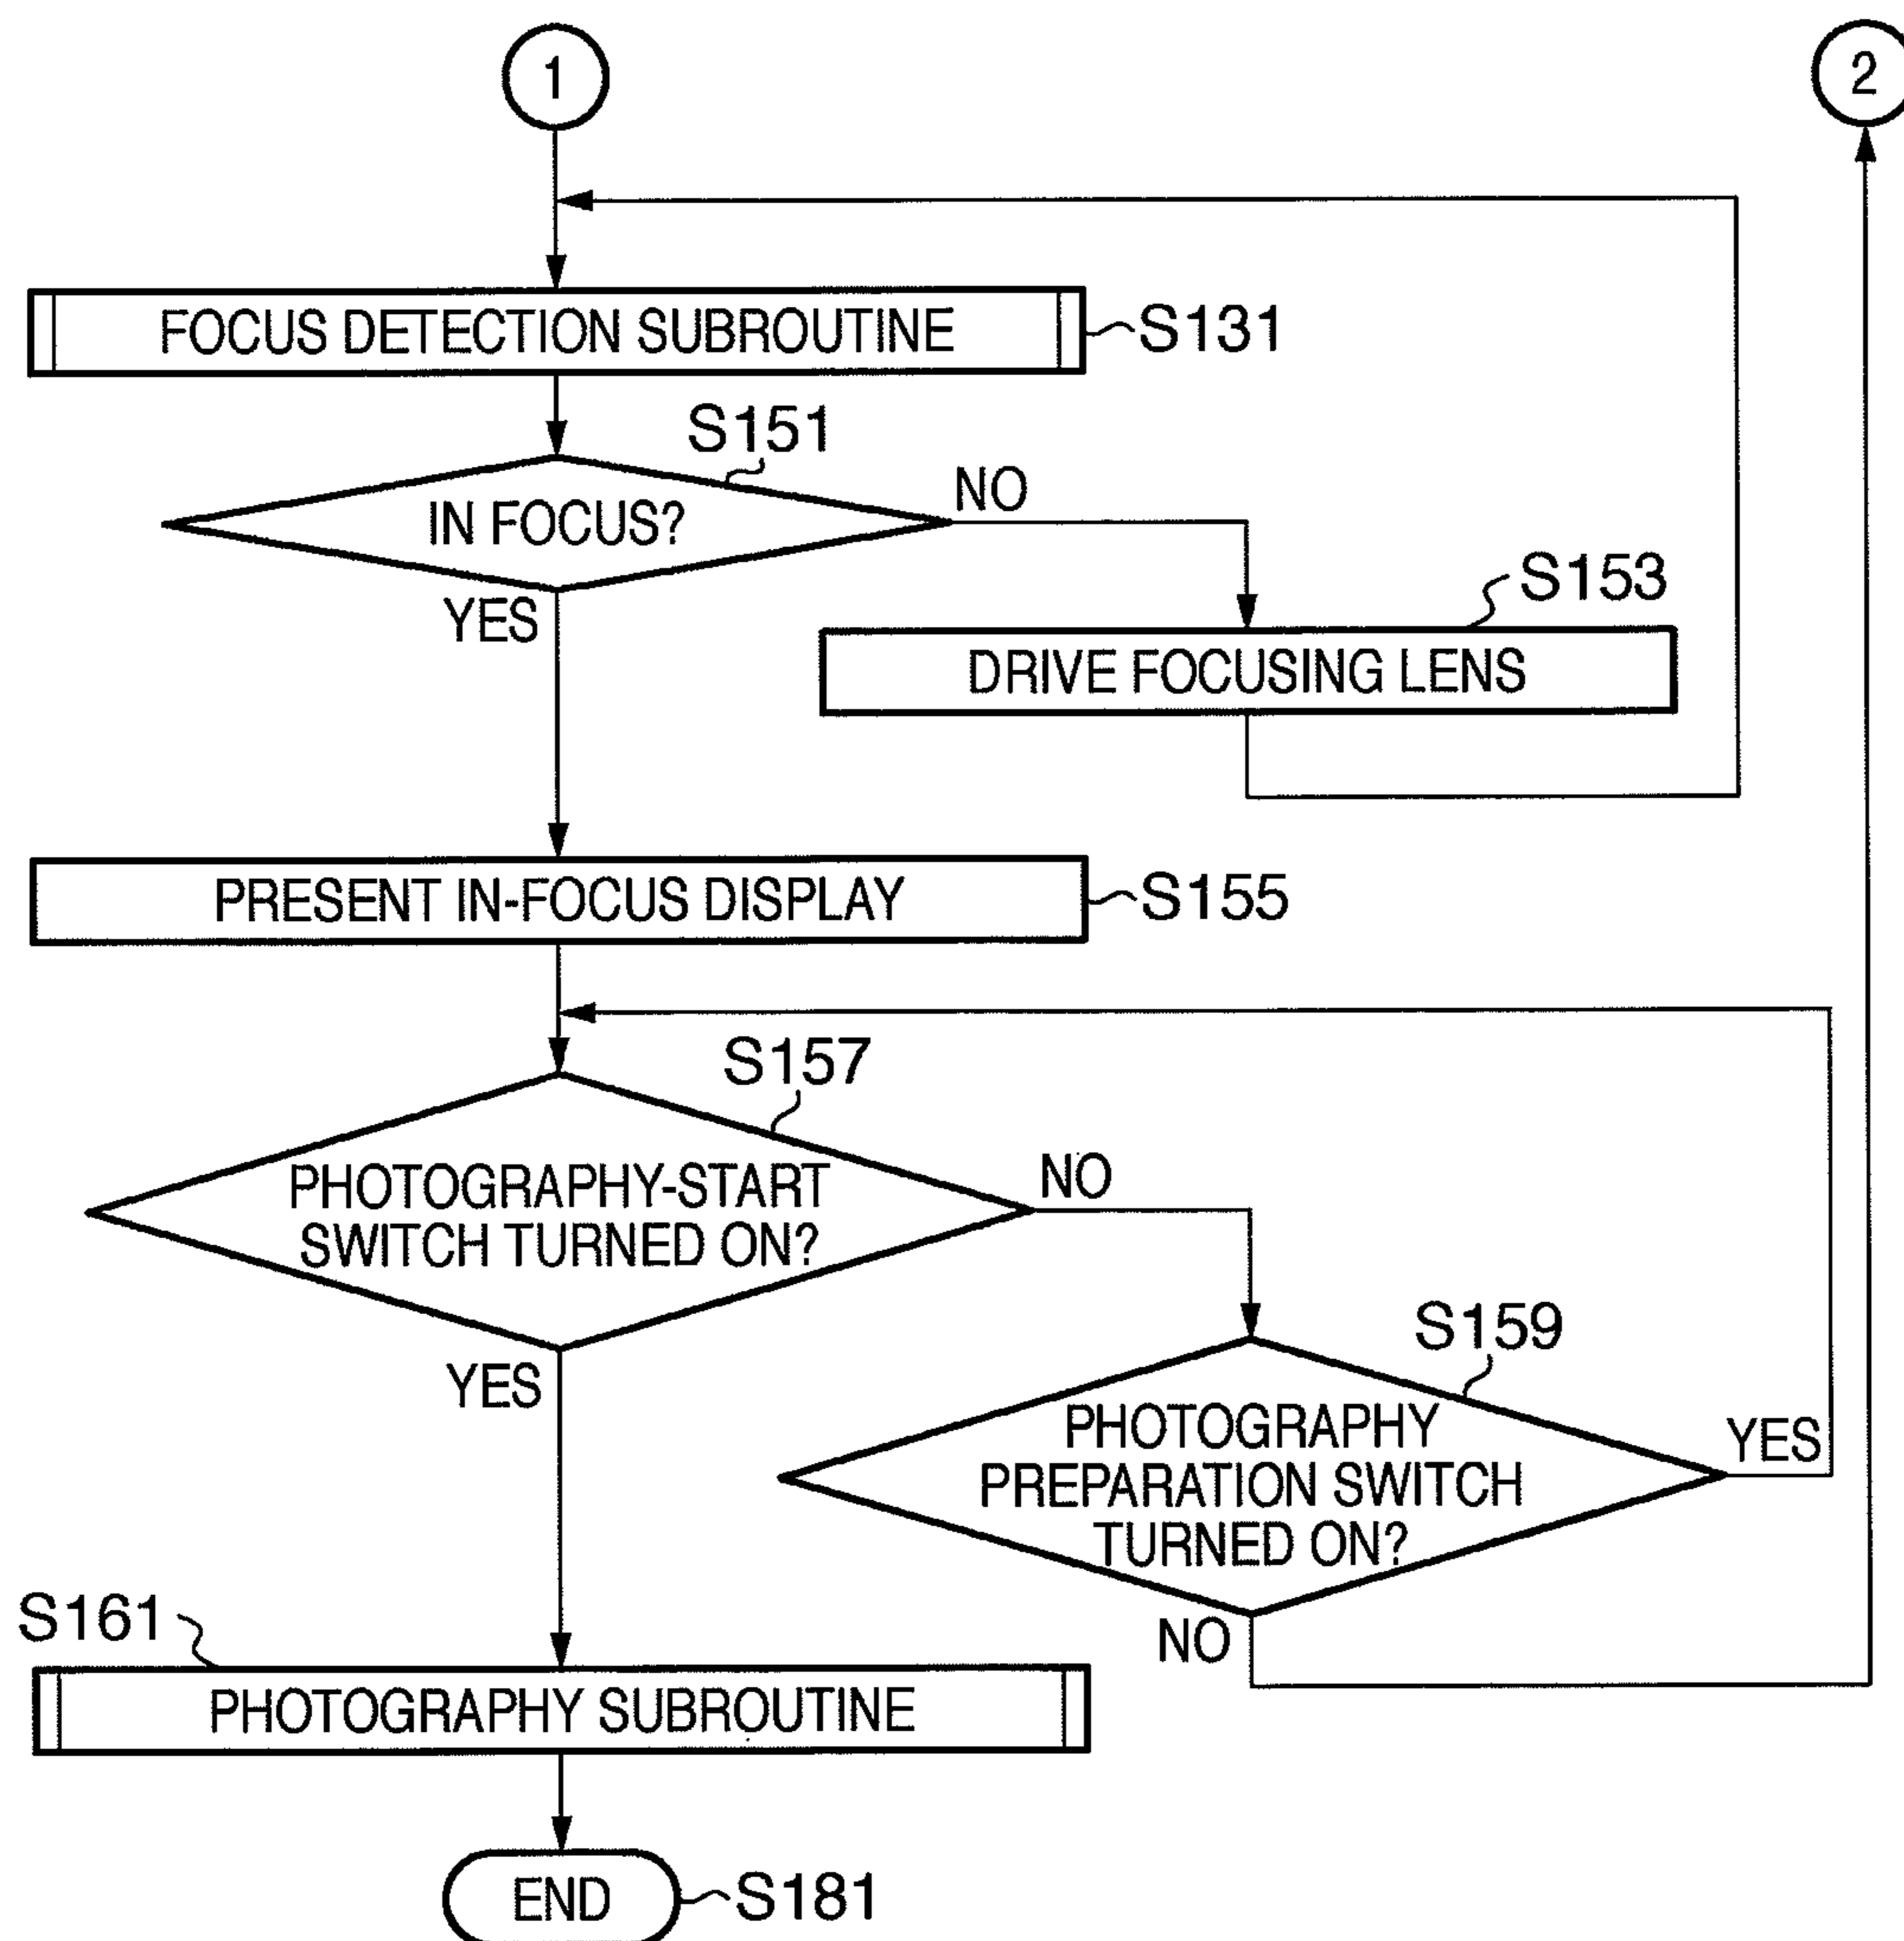 1
2
FOCUS DETECTION SUBROUTINE
S131
S151
IN FOCUS?
NO
YES
S153
DRIVE FOCUSING LENS
PRESENT IN-FOCUS DISPLAY
S155
S157
PHOTOGRAPHY-START
SWITCH TURNED ON?
NO
YES
S159
PHOTOGRAPHY
PREPARATION SWITCH
TURNED ON?
YES
NO
S161
PHOTOGRAPHY SUBROUTINE
END
S181